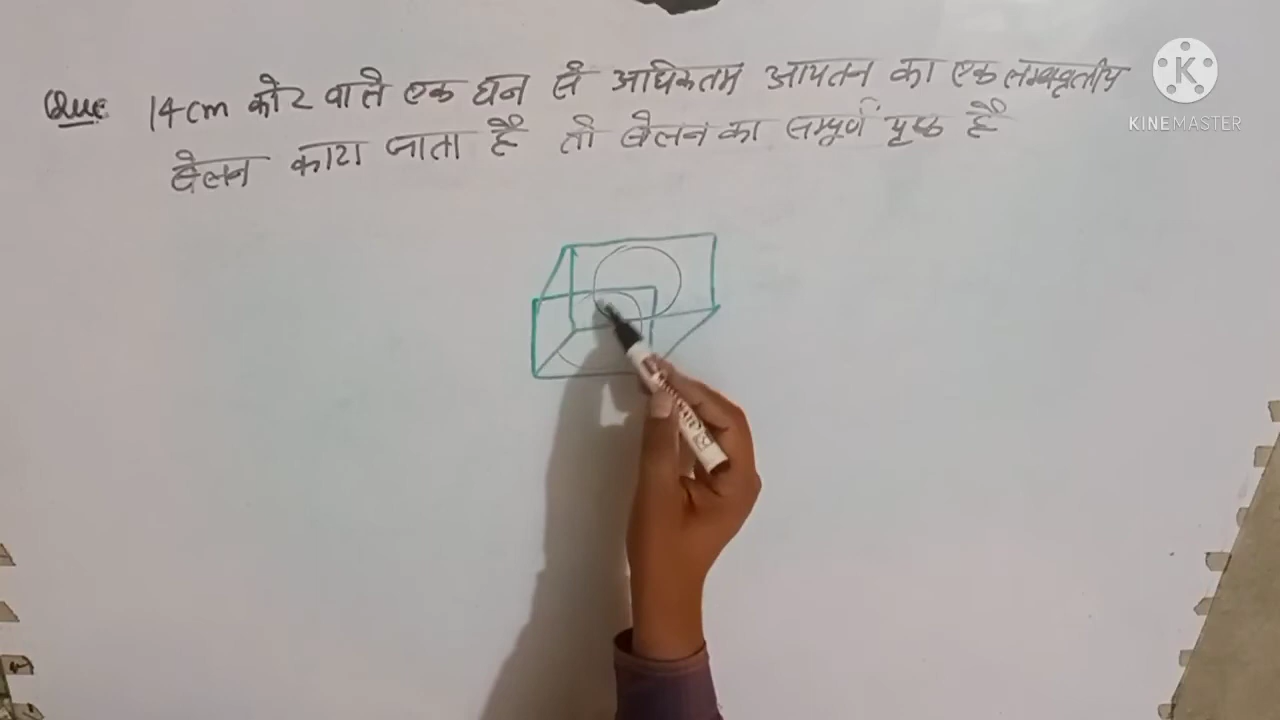 Que. 14cm कोर वाले एक घन से अधिकतम आयतन का एक लम्बवृत्तीय
बेलन काटा जाता है तो बेलन का सम्पूर्ण पृष्ठ है
K
KINEMASTER